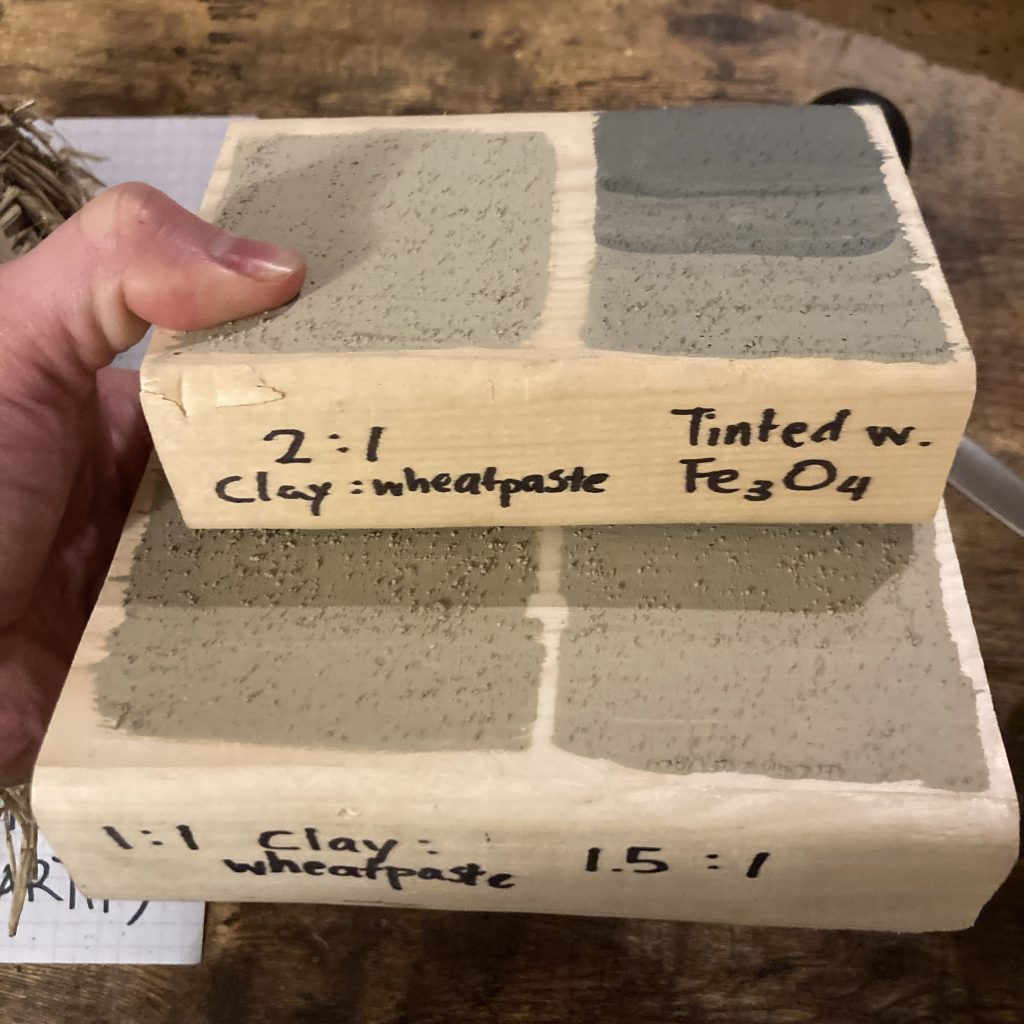 2:1
Clay:wheatpaste
Tinted w.
Fe₃O₄
1:1 Clay:
wheatpaste
1.5:1